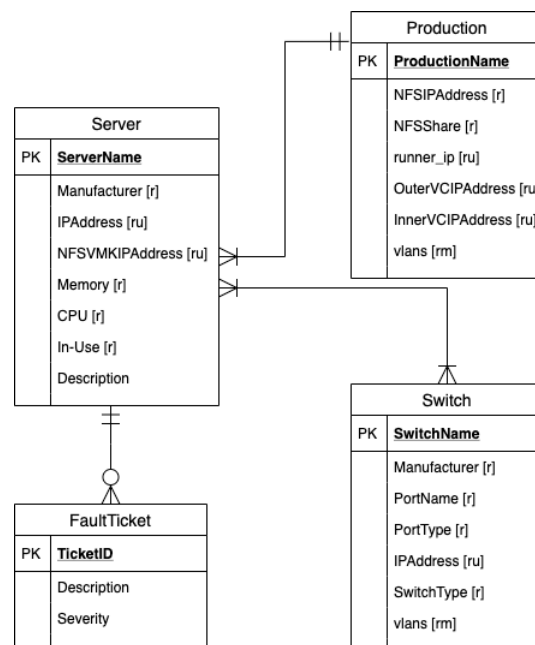 Production
PK ProductionName
NFSIPAddress [r]
NFSShare [r]
runner_ip [ru]
OuterVCIPAddress [ru
InnerVCIPAddress [ru]
vlans [rm]
Server
PK ServerName
Manufacturer [r]
IPAddress [ru]
NFSVMKIPAddress [ru]
Memory [r]
CPU [r]
In-Use [r]
Description
Switch
PK SwitchName
Manufacturer [r]
PortName [r]
PortType [r]
IPAddress [ru]
SwitchType [r]
vlans [rm]
FaultTicket
PK TicketID
Description
Severity